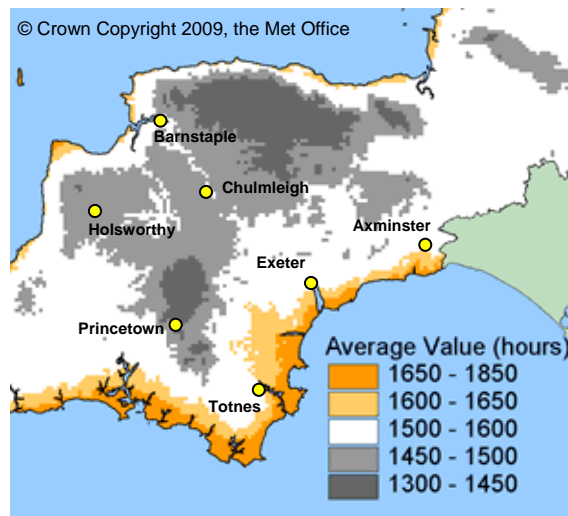 © Crown Copyright 2009, the Met Office
Barnstaple
Chulmleigh
Holsworthy
Axminster
Exeter
Princetown
Totnes
Average Value (hours)
1650 - 1850
1600 - 1650
1500 - 1600
1450 - 1500
1300 - 1450